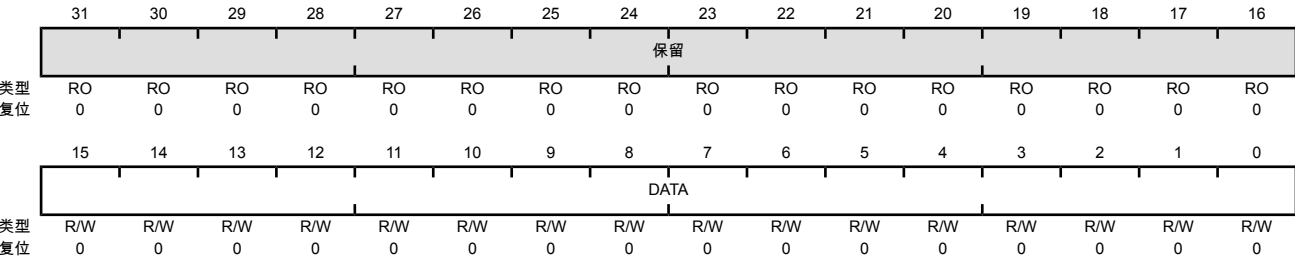 31 30 29 28 27 26 25 24 23 22 21 20 19 18 17 16
保留
类型 RO RO RO RO RO RO RO RO RO RO RO RO RO RO RO RO
复位 0 0 0 0 0 0 0 0 0 0 0 0 0 0 0 0
15 14 13 12 11 10 9 8 7 6 5 4 3 2 1 0
DATA
类型 R/W R/W R/W R/W R/W R/W R/W R/W R/W R/W R/W R/W R/W R/W R/W R/W
复位 0 0 0 0 0 0 0 0 0 0 0 0 0 0 0 0